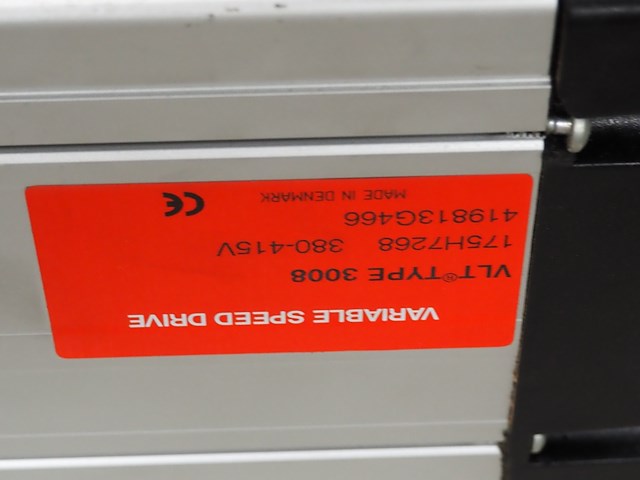 VARIABLE SPEED DRIVE
VLT® TYPE 3008
175H7268 380-415V
419813G466
MADE IN DENMARK CE